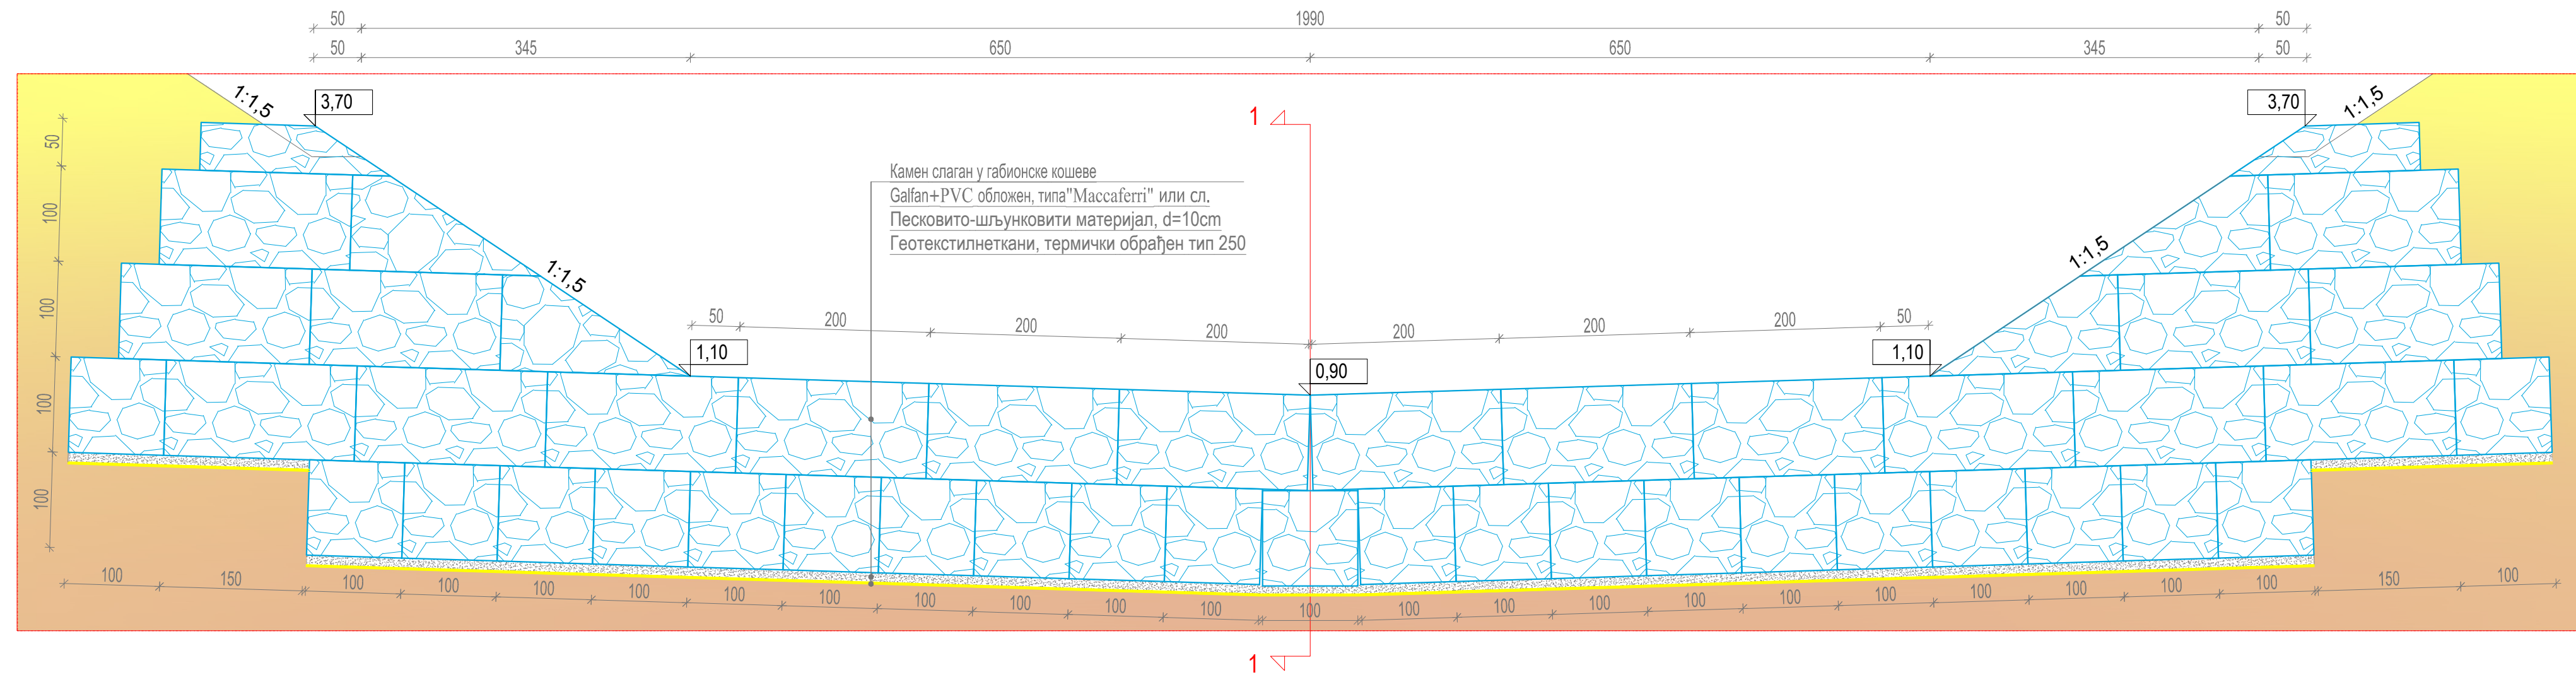 50 1990 50
50 345 650 650 345 50
1:1,5 3,70 1 3,70 1:1,5
50
Камен слаган у габионске кошеве
Galfan+PVC обложен, типа"Maccaferri" или сл.
Песковито-шљунковити материјал, d=10cm
Геотекстилнеткани, термички обрађен тип 250
100
1:1,5 1:1,5
100
50 200 200 200 200 200 200 50
1,10 0,90 1,10
100
100
100 150 100 100 100 100 100 100 100 100 100 100 100 100 100 100 100 100 100 100 100 100 100 150 100
1